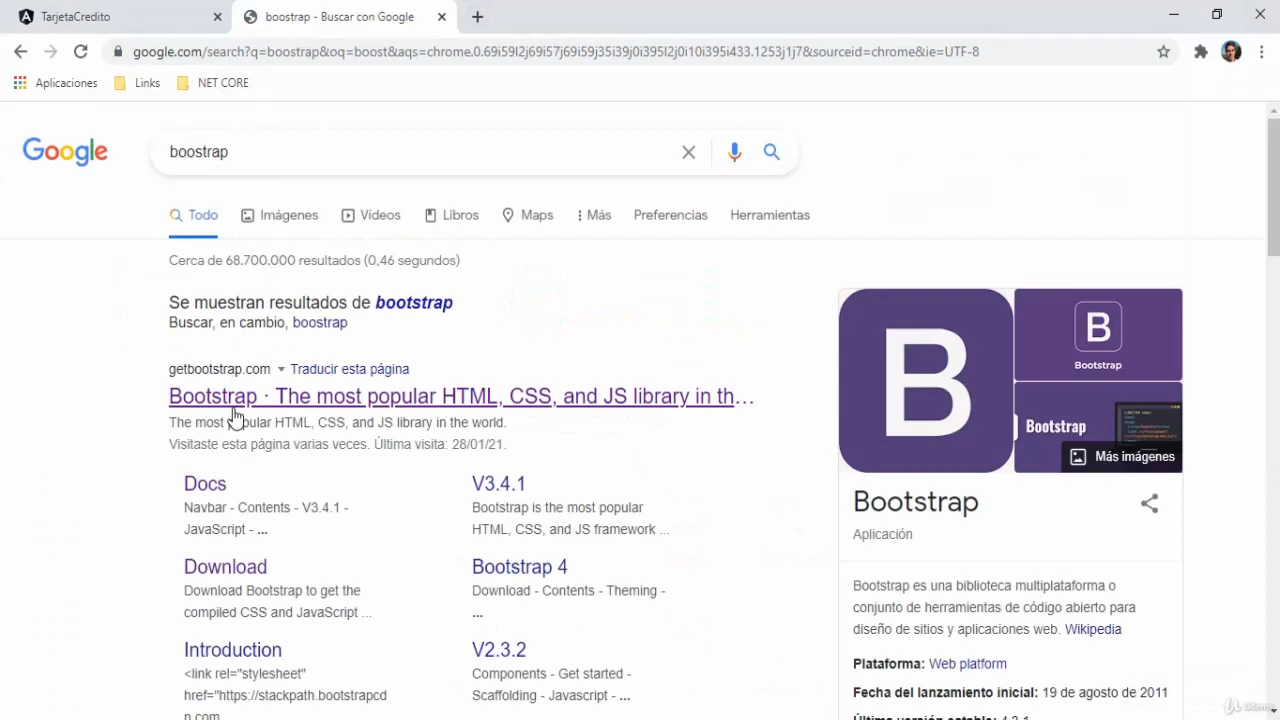 TarjetaCredito
boostrap - Buscar con Google
google.com/search?q=boostrap&oq=boost&aqs=chrome.0.69i59l2j69i57j69i59j35i39j0i395l2j0i10i395i433.1253j1j7&sourceid=chrome&ie=UTF-8
Aplicaciones
Links
NET CORE
Google
boostrap
Todo
Imágenes
Videos
Libros
Maps
Más
Preferencias
Herramientas
Cerca de 68.700.000 resultados (0,46 segundos)
Se muestran resultados de bootstrap
Buscar, en cambio, boostrap
getbootstrap.com
Traducir esta página
Bootstrap · The most popular HTML, CSS, and JS library in th...
The most popular HTML, CSS, and JS library in the world.
Visitaste esta página varias veces. Última visita: 28/01/21.
Docs
Navbar - Contents - V3.4.1 -
JavaScript - ...
V3.4.1
Bootstrap is the most popular
HTML, CSS, and JS framework ...
Download
Download Bootstrap to get the
compiled CSS and JavaScript ...
Bootstrap 4
Download - Contents - Theming -
...
Introduction
<link rel="stylesheet"
href="https://stackpath.bootstrapcd
n.com
V2.3.2
Components - Get started -
Scaffolding - Javascript - ...
B
B
Bootstrap
Bootstrap
Más imágenes
Bootstrap
Aplicación
Bootstrap es una biblioteca multiplataforma o
conjunto de herramientas de código abierto para
diseño de sitios y aplicaciones web. Wikipedia
Plataforma: Web platform
Fecha del lanzamiento inicial: 19 de agosto de 2011
Udemy